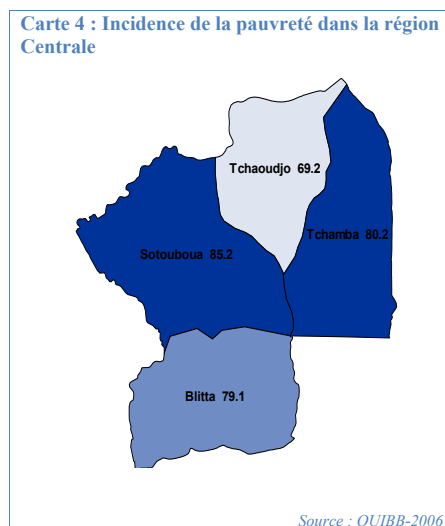 Carte 4 : Incidence de la pauvreté dans la région
Centrale
Tchaoudjo 69.2
Tchamba 80.2
Sotouboua 85.2
Blitta 79.1
Source : QUIBB-2006